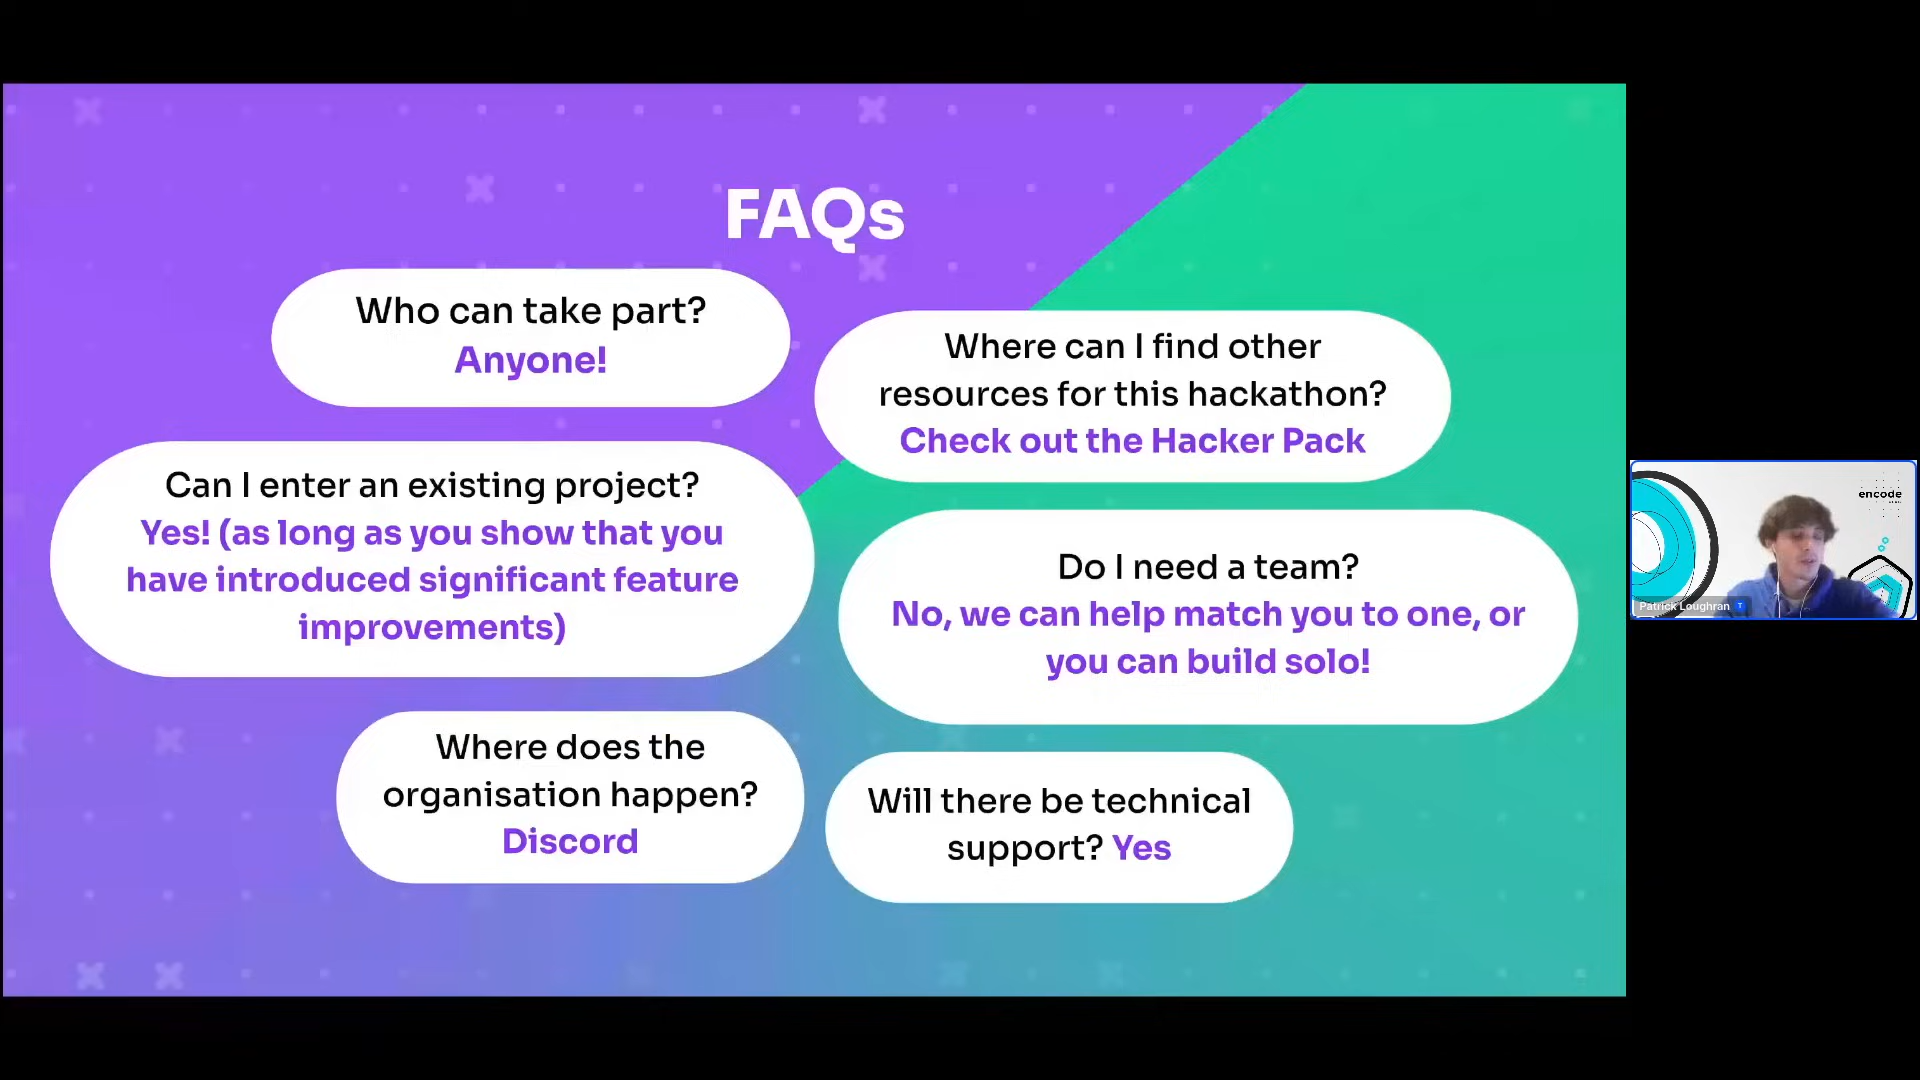 FAQs
Who can take part?
Anyone!
Where can I find other
resources for this hackathon?
Check out the Hacker Pack
Can I enter an existing project?
Yes! (as long as you show that you
have introduced significant feature
improvements)
Do I need a team?
No, we can help match you to one, or
you can build solo!
Where does the
organisation happen?
Discord
Will there be technical
support? Yes
encode
Patrick Loughran